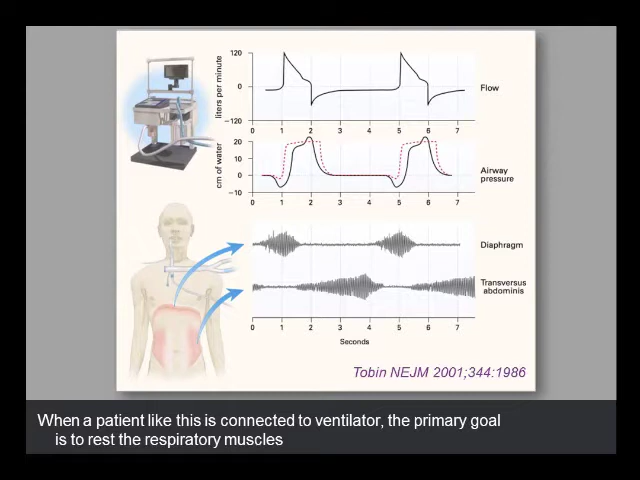 120
0
−120
liters per minute
Flow
0 1 2 3 4 5 6 7
20
0
−10
cm of water
Airway
pressure
0 1 2 3 4 5 6 7
Diaphragm
Transversus
abdominis
0 1 2 3 4 5 6 7
Seconds
Tobin NEJM 2001;344:1986
When a patient like this is connected to ventilator, the primary goal
is to rest the respiratory muscles